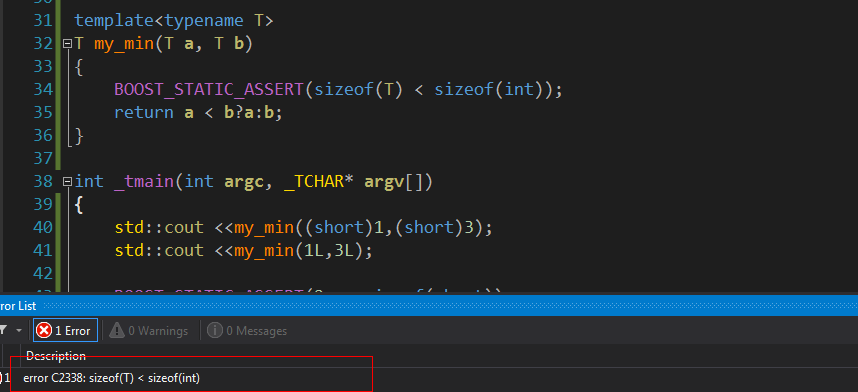 31 template<typename T>
32 T my_min(T a, T b)
33 {
34 BOOST_STATIC_ASSERT(sizeof(T) < sizeof(int));
35 return a < b?a:b;
36 }
37
38 int _tmain(int argc, _TCHAR* argv[])
39 {
40 std::cout <<my_min((short)1,(short)3);
41 std::cout <<my_min(1L,3L);
42
BOOST_STATIC_ASSERT(
rror List
1 Error
0 Warnings
0 Messages
Description
1 error C2338: sizeof(T) < sizeof(int)